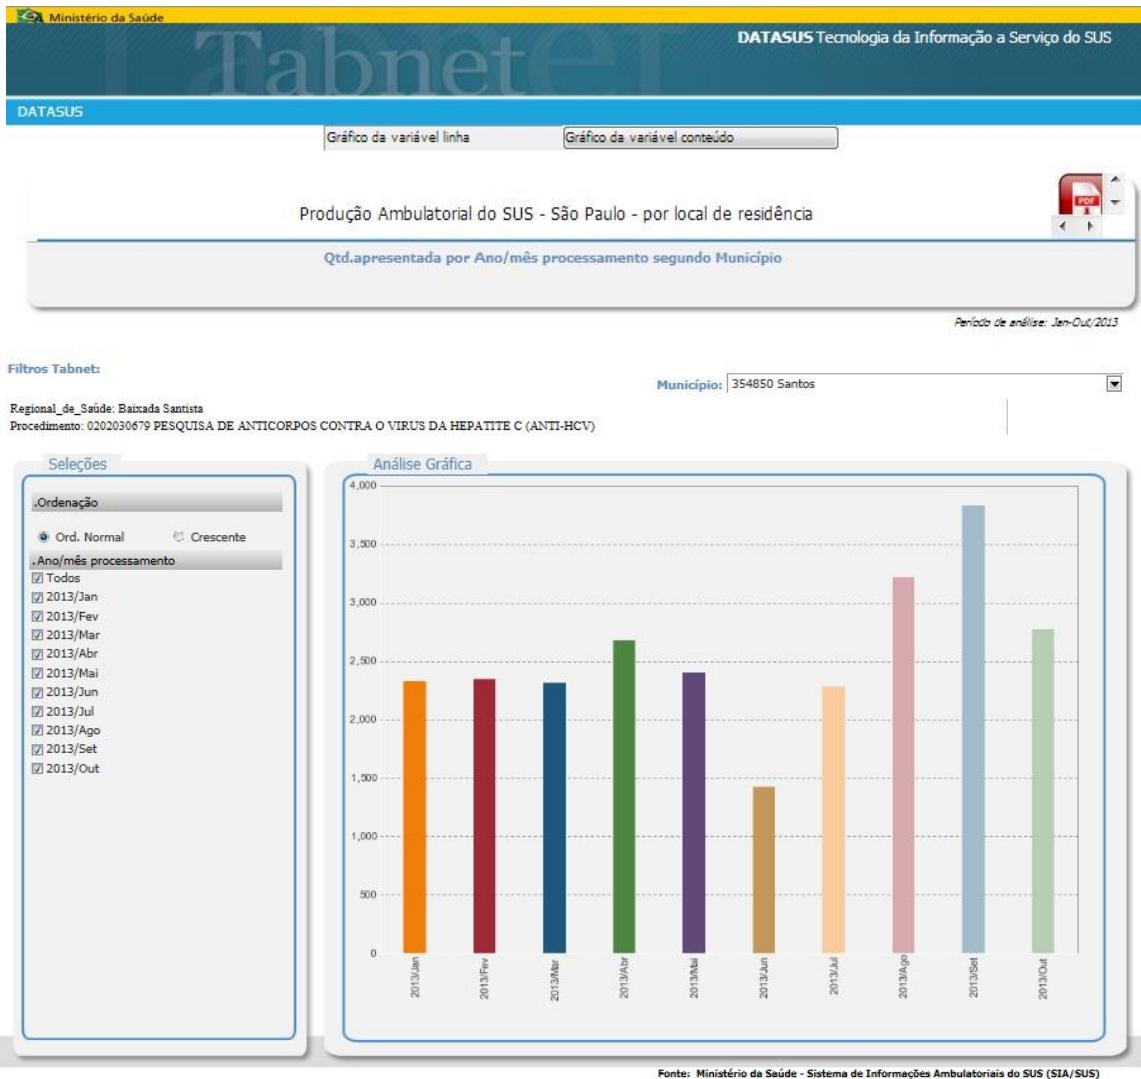 Ministério da Saúde
Tabnet
DATASUS Tecnologia da Informação a Serviço do SUS
DATASUS
Gráfico da variável linha
Gráfico da variável conteúdo
PDF
Produção Ambulatorial do SUS - São Paulo - por local de residência
Qtd.apresentada por Ano/mês processamento segundo Município
Período de análise: Jan-Out/2013
Filtros Tabnet:
Município: 354850 Santos
Regional_de_Saúde: Baixada Santista
Procedimento: 0202030679 PESQUISA DE ANTICORPOS CONTRA O VIRUS DA HEPATITE C (ANTI-HCV)
Seleções
.Ordenação
Ord. Normal Crescente
.Ano/mês processamento
Todos
2013/Jan
2013/Fev
2013/Mar
2013/Abr
2013/Mai
2013/Jun
2013/Jul
2013/Ago
2013/Set
2013/Out
Análise Gráfica
4,000
3,500
3,000
2,500
2,000
1,500
1,000
500
0
2013/Jan
2013/Fev
2013/Mar
2013/Abr
2013/Mai
2013/Jun
2013/Jul
2013/Ago
2013/Set
2013/Out
Fonte: Ministério da Saúde - Sistema de Informações Ambulatoriais do SUS (SIA/SUS)